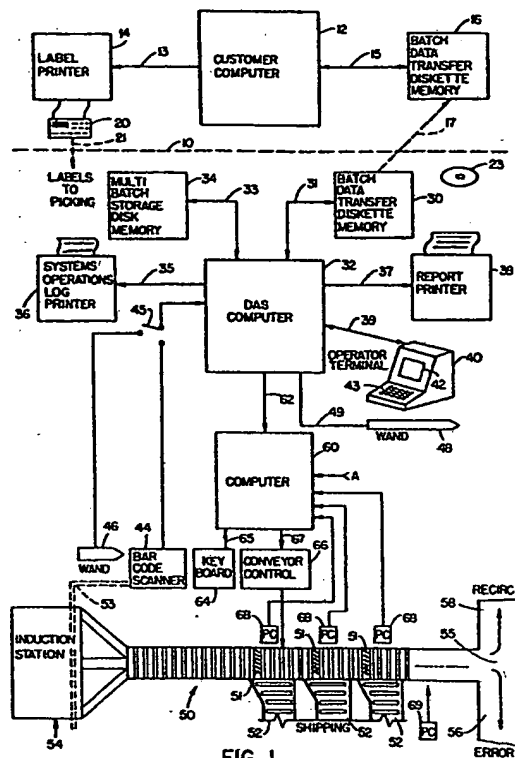 14
LABEL
PRINTER
13
12
CUSTOMER
COMPUTER
15
16
BATCH
DATA
TRANSFER
DISKETTE
MEMORY
20
21
17
10
LABELS
TO
PICKING
23
MULTI
BATCH
STORAGE
DISK
MEMORY
34
33
31
BATCH
DATA
TRANSFER
DISKETTE
MEMORY
30
SYSTEMS'
OPERATIONS
LOG
PRINTER
36
35
32
DAS
COMPUTER
37
REPORT
PRINTER
38
45
39
OPERATOR
TERMINAL
40
42
43
62
49
WAND
48
60
COMPUTER
A
46
WAND
44
BAR
CODE
SCANNER
65
67
66
KEY
BOARD
64
CONVEYOR
CONTROL
53
68
PC
68
PC
68
PC
58
RECIRC
INDUCTION
STATION
51
51
55
54
50
51
52
SHIPPING
52
52
69
PC
56
ERROR
FIG. 1